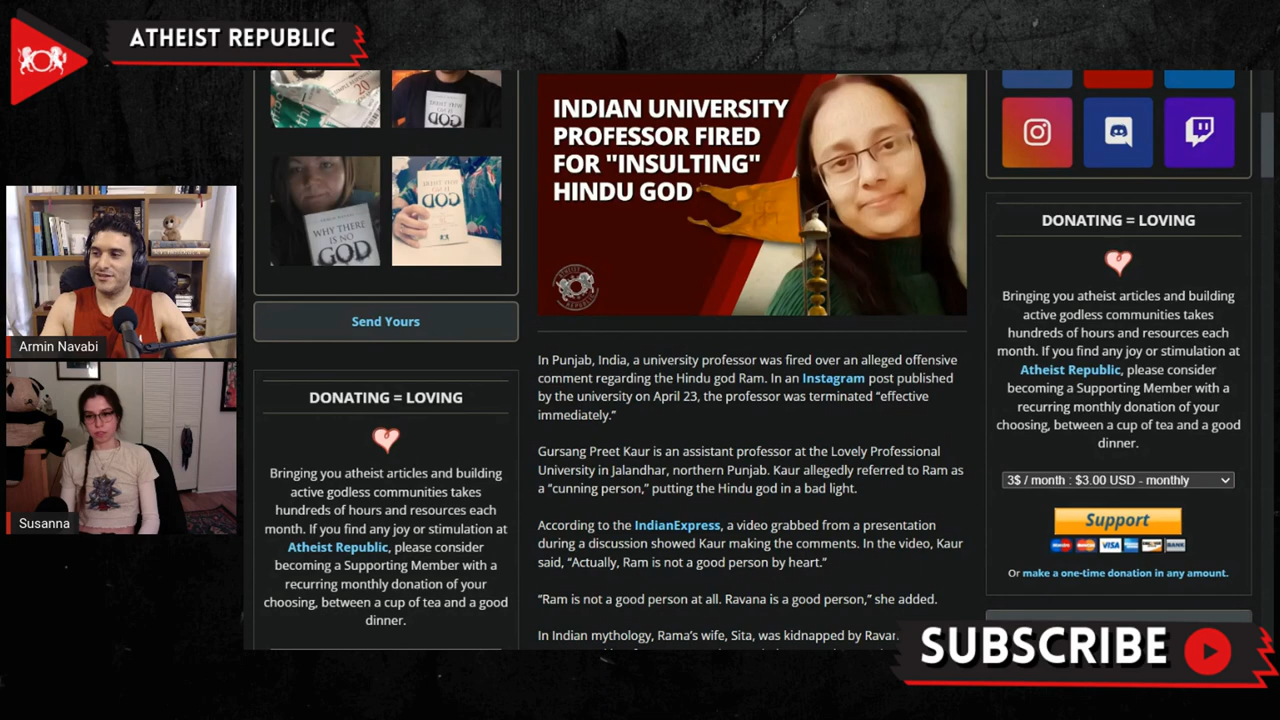 ATHEIST REPUBLIC
Armin Navabi
Susanna
WHY THERE
IS NO
GOD
Send Yours
DONATING = LOVING
Bringing you atheist articles and building
active godless communities takes
hundreds of hours and resources each
month. If you find any joy or stimulation at
Atheist Republic, please consider
becoming a Supporting Member with a
recurring monthly donation of your
choosing, between a cup of tea and a good
dinner.
INDIAN UNIVERSITY
PROFESSOR FIRED
FOR "INSULTING"
HINDU GOD
ATHEIST
REPUBLIC
In Punjab, India, a university professor was fired over an alleged offensive
comment regarding the Hindu god Ram. In an Instagram post published
by the university on April 23, the professor was terminated “effective
immediately.”
Gursang Preet Kaur is an assistant professor at the Lovely Professional
University in Jalandhar, northern Punjab. Kaur allegedly referred to Ram as
a “cunning person,” putting the Hindu god in a bad light.
According to the IndianExpress, a video grabbed from a presentation
during a discussion showed Kaur making the comments. In the video, Kaur
said, “Actually, Ram is not a good person by heart.”
“Ram is not a good person at all. Ravana is a good person,” she added.
In Indian mythology, Rama’s wife, Sita, was kidnapped by
DONATING = LOVING
Bringing you atheist articles and building
active godless communities takes
hundreds of hours and resources each
month. If you find any joy or stimulation at
Atheist Republic, please consider
becoming a Supporting Member with a
recurring monthly donation of your
choosing, between a cup of tea and a good
dinner.
3$ / month : $3.00 USD - monthly
Support
VISA
BANK
Or make a one-time donation in any amount.
SUBSCRIBE